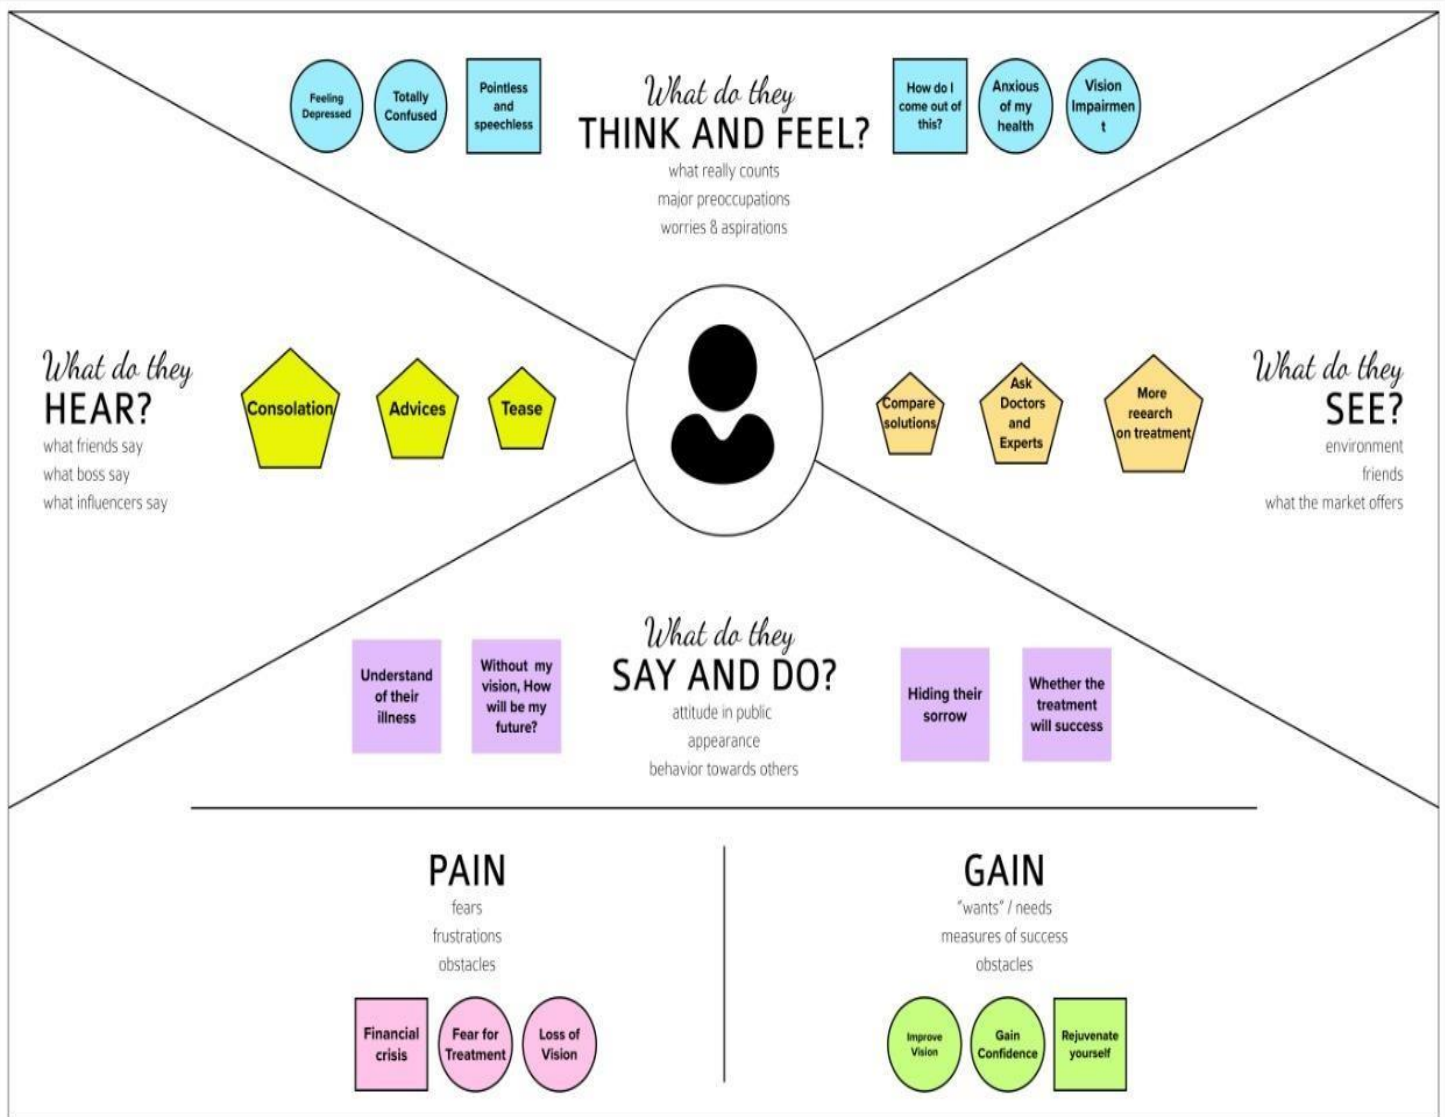 Feeling
Depressed
Totally
Confused
Pointless
and
speechless
What do they
THINK AND FEEL?
what really counts
major preoccupations
worries & aspirations
How do I
come out of
this?
Anxious
of my
health
Vision
Impairmen
t
What do they
HEAR?
what friends say
what boss say
what influencers say
Consolation
Advices
Tease
Compare
solutions
Ask
Doctors
and
Experts
More
reearch
on treatment
What do they
SEE?
environment
friends
what the market offers
Understand
of their
illness
Without my
vision, How
will be my
future?
What do they
SAY AND DO?
attitude in public
appearance
behavior towards others
Hiding their
sorrow
Whether the
treatment
will success
PAIN
fears
frustrations
obstacles
Financial
crisis
Fear for
Treatment
Loss of
Vision
GAIN
"wants" / needs
measures of success
obstacles
Improve
Vision
Gain
Confidence
Rejuvenate
yourself